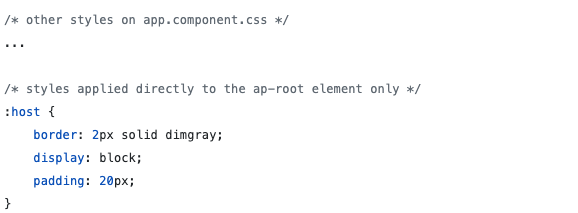 /* other styles on app.component.css */
...
/* styles applied directly to the ap-root element only */
:host {
    border: 2px solid dimgray;
    display: block;
    padding: 20px;
}